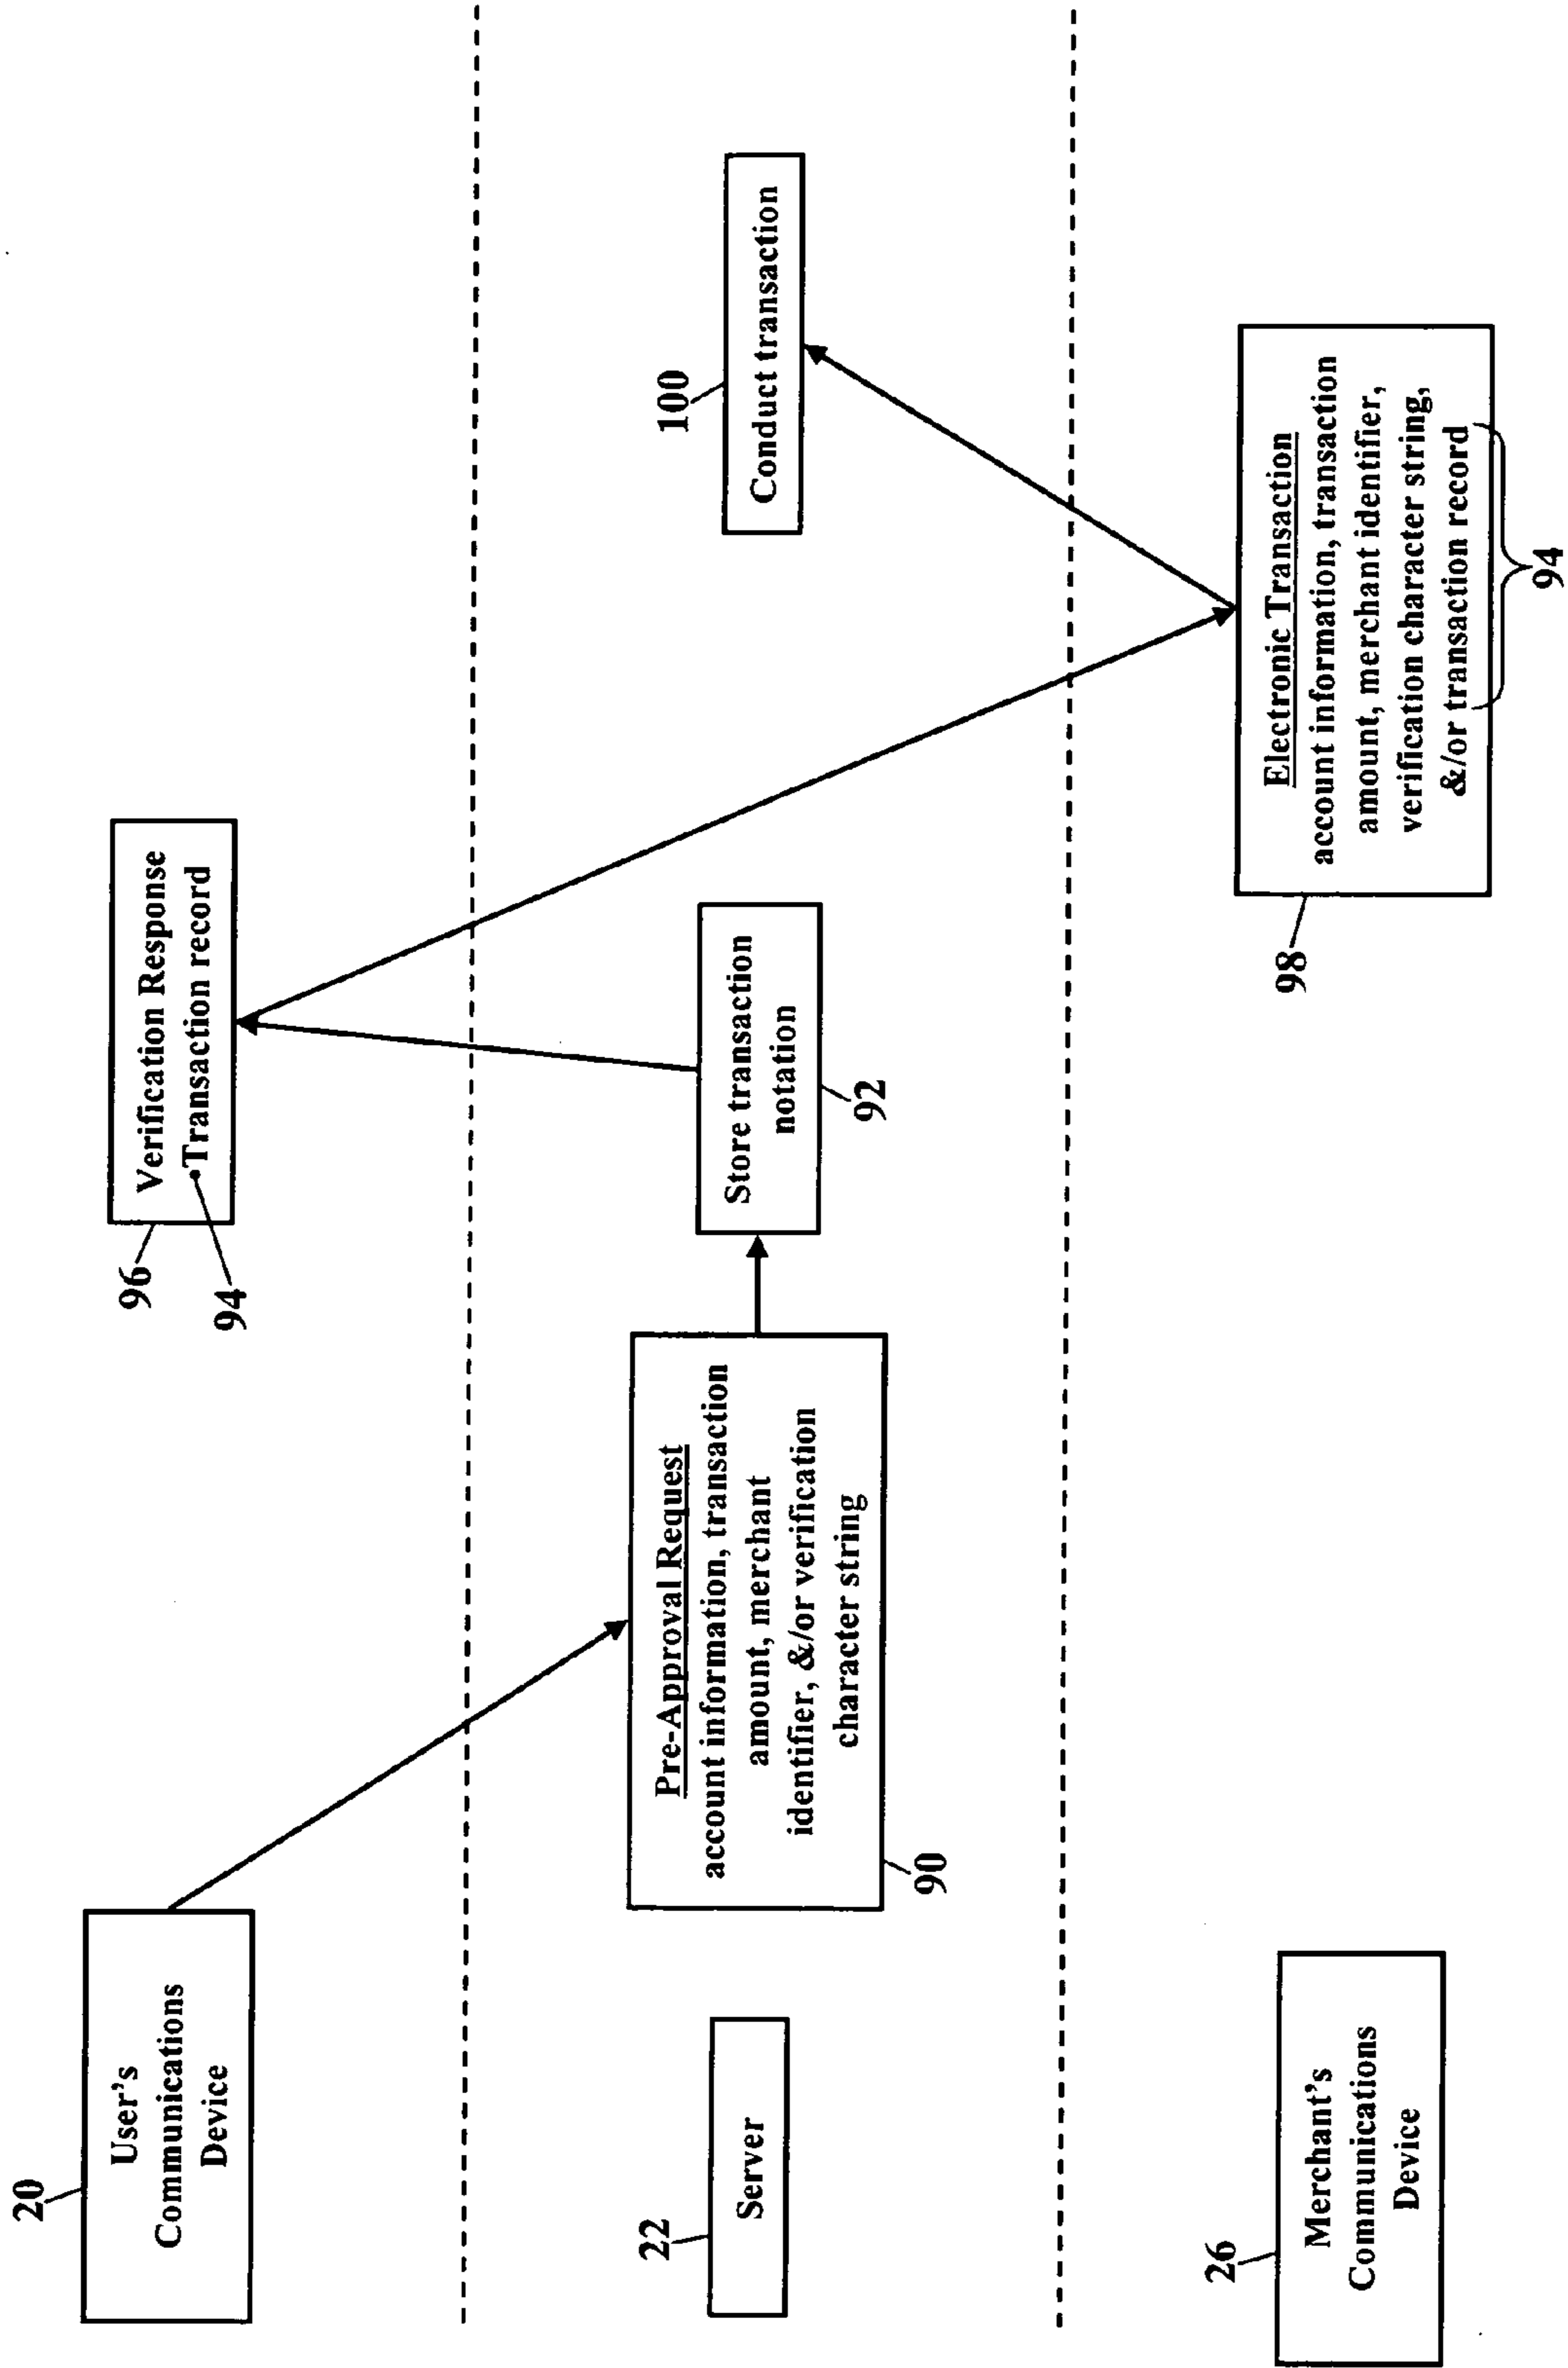 20
User's
Communications
Device
96
94
Verification Response
•Transaction record
22
Server
Pre-Approval Request
account information, transaction
amount, merchant
identifier, &/or verification
character string
90
Store transaction
notation
92
100
Conduct transaction
26
Merchant's
Communications
Device
98
Electronic Transaction
account information, transaction
amount, merchant identifier,
verification character string,
&/or transaction record
94